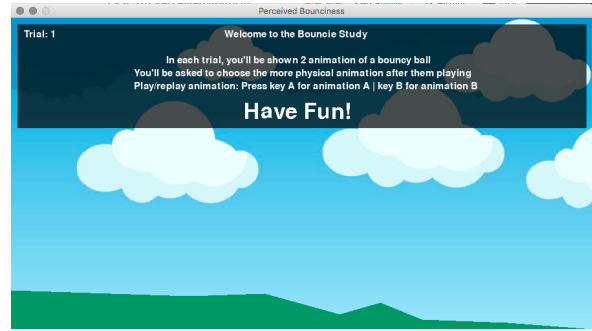 Perceived Bounciness
Trial: 1
Welcome to the Bouncie Study
In each trial, you'll be shown 2 animation of a bouncy ball
You'll be asked to choose the more physical animation after them playing
Play/replay animation: Press key A for animation A | key B for animation B
Have Fun!